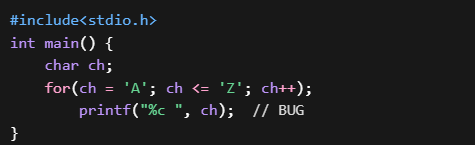 #include<stdio.h>
int main() {
    char ch;
    for(ch = 'A'; ch <= 'Z'; ch++);
        printf("%c ", ch);  // BUG
}